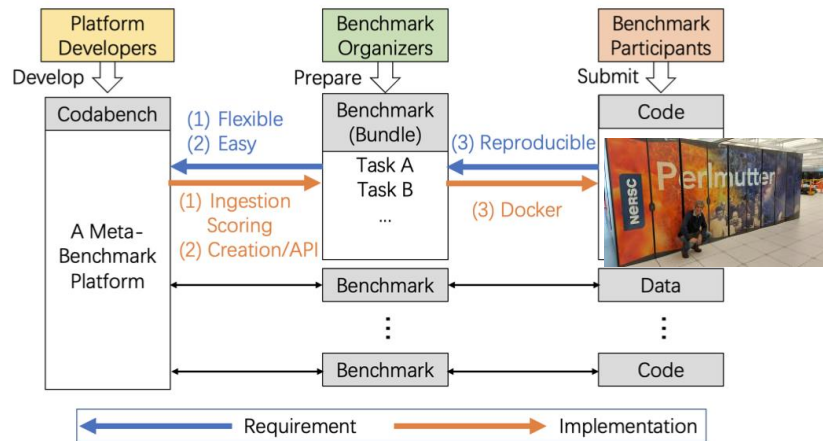 Platform
Developers
Benchmark
Organizers
Benchmark
Participants
Develop
Prepare
Submit
Codabench
A Meta-
Benchmark
Platform
(1) Flexible
(2) Easy
(1) Ingestion
Scoring
(2) Creation/API
Benchmark
(Bundle)
Task A
Task B
...
(3) Reproducible
(3) Docker
Code
NERSC
Perlmutter
Benchmark
Data
Benchmark
Code
Requirement
Implementation